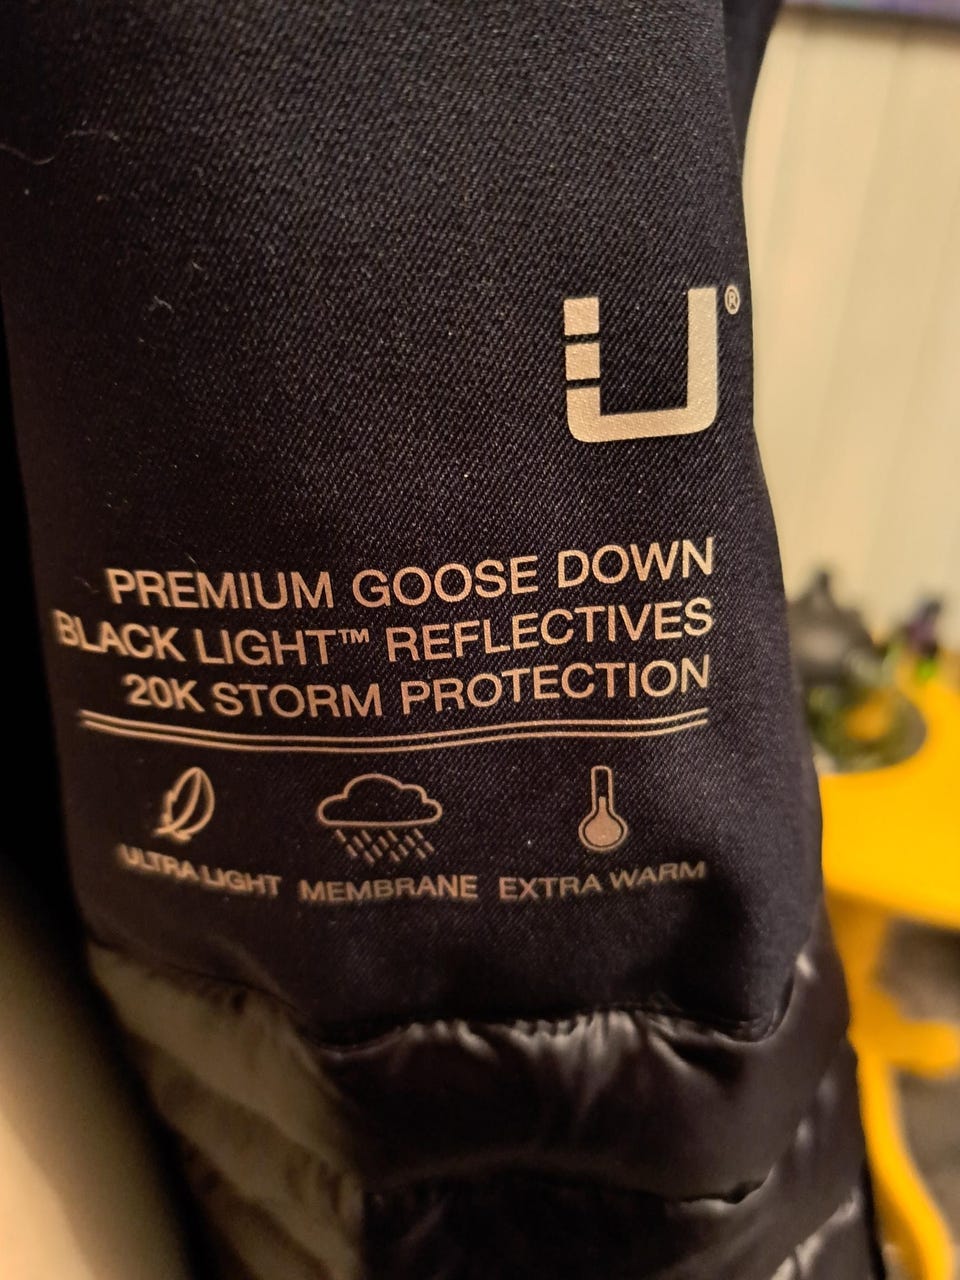 U®
PREMIUM GOOSE DOWN
BLACK LIGHT™ REFLECTIVES
20K STORM PROTECTION
ULTRA LIGHT MEMBRANE EXTRA WARM